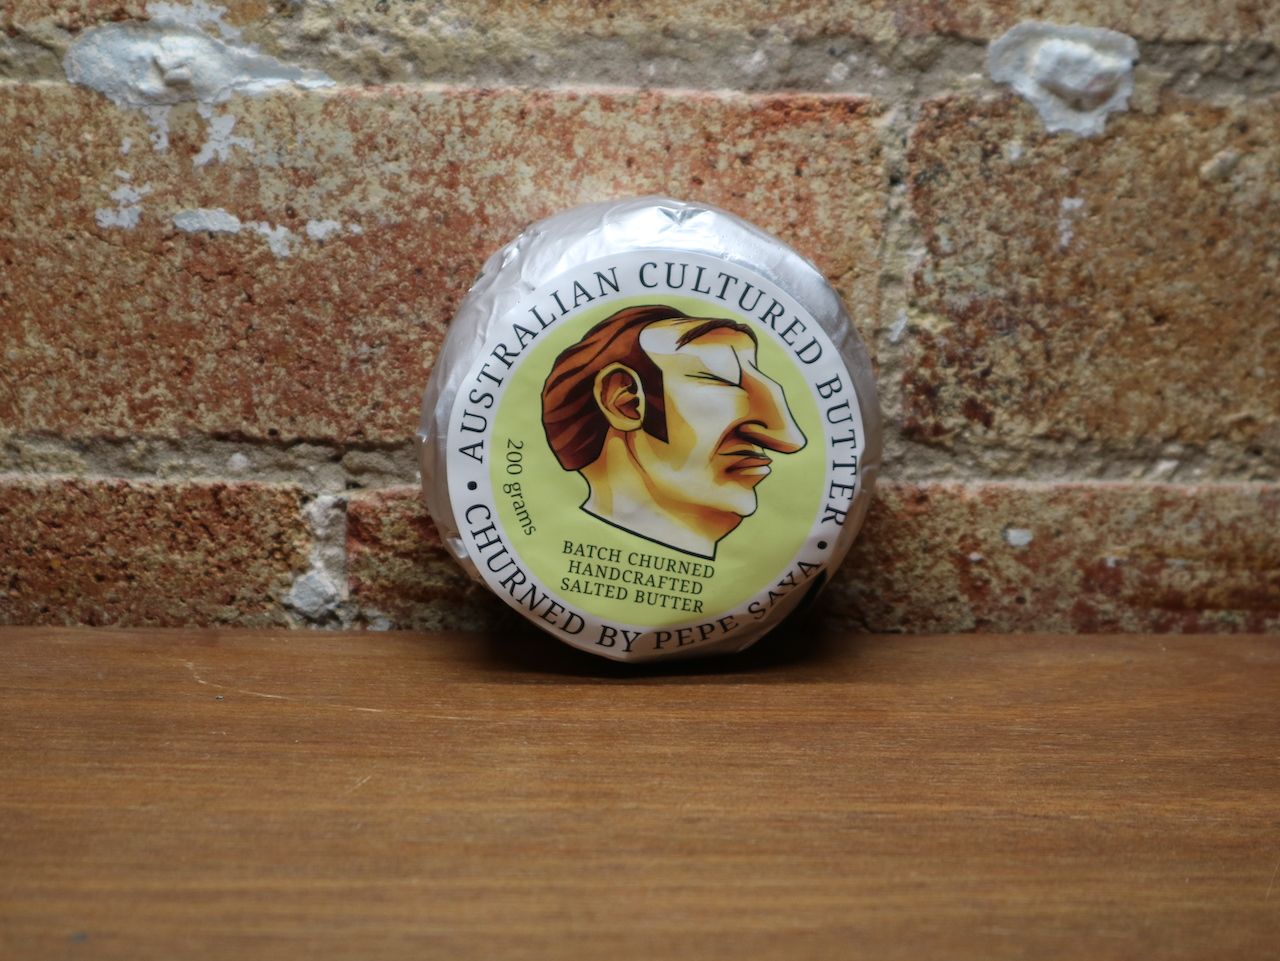 AUSTRALIAN CULTURED BUTTER
200 grams
BATCH CHURNED
HANDCRAFTED
SALTED BUTTER
• CHURNED BY PEPE SAYA •